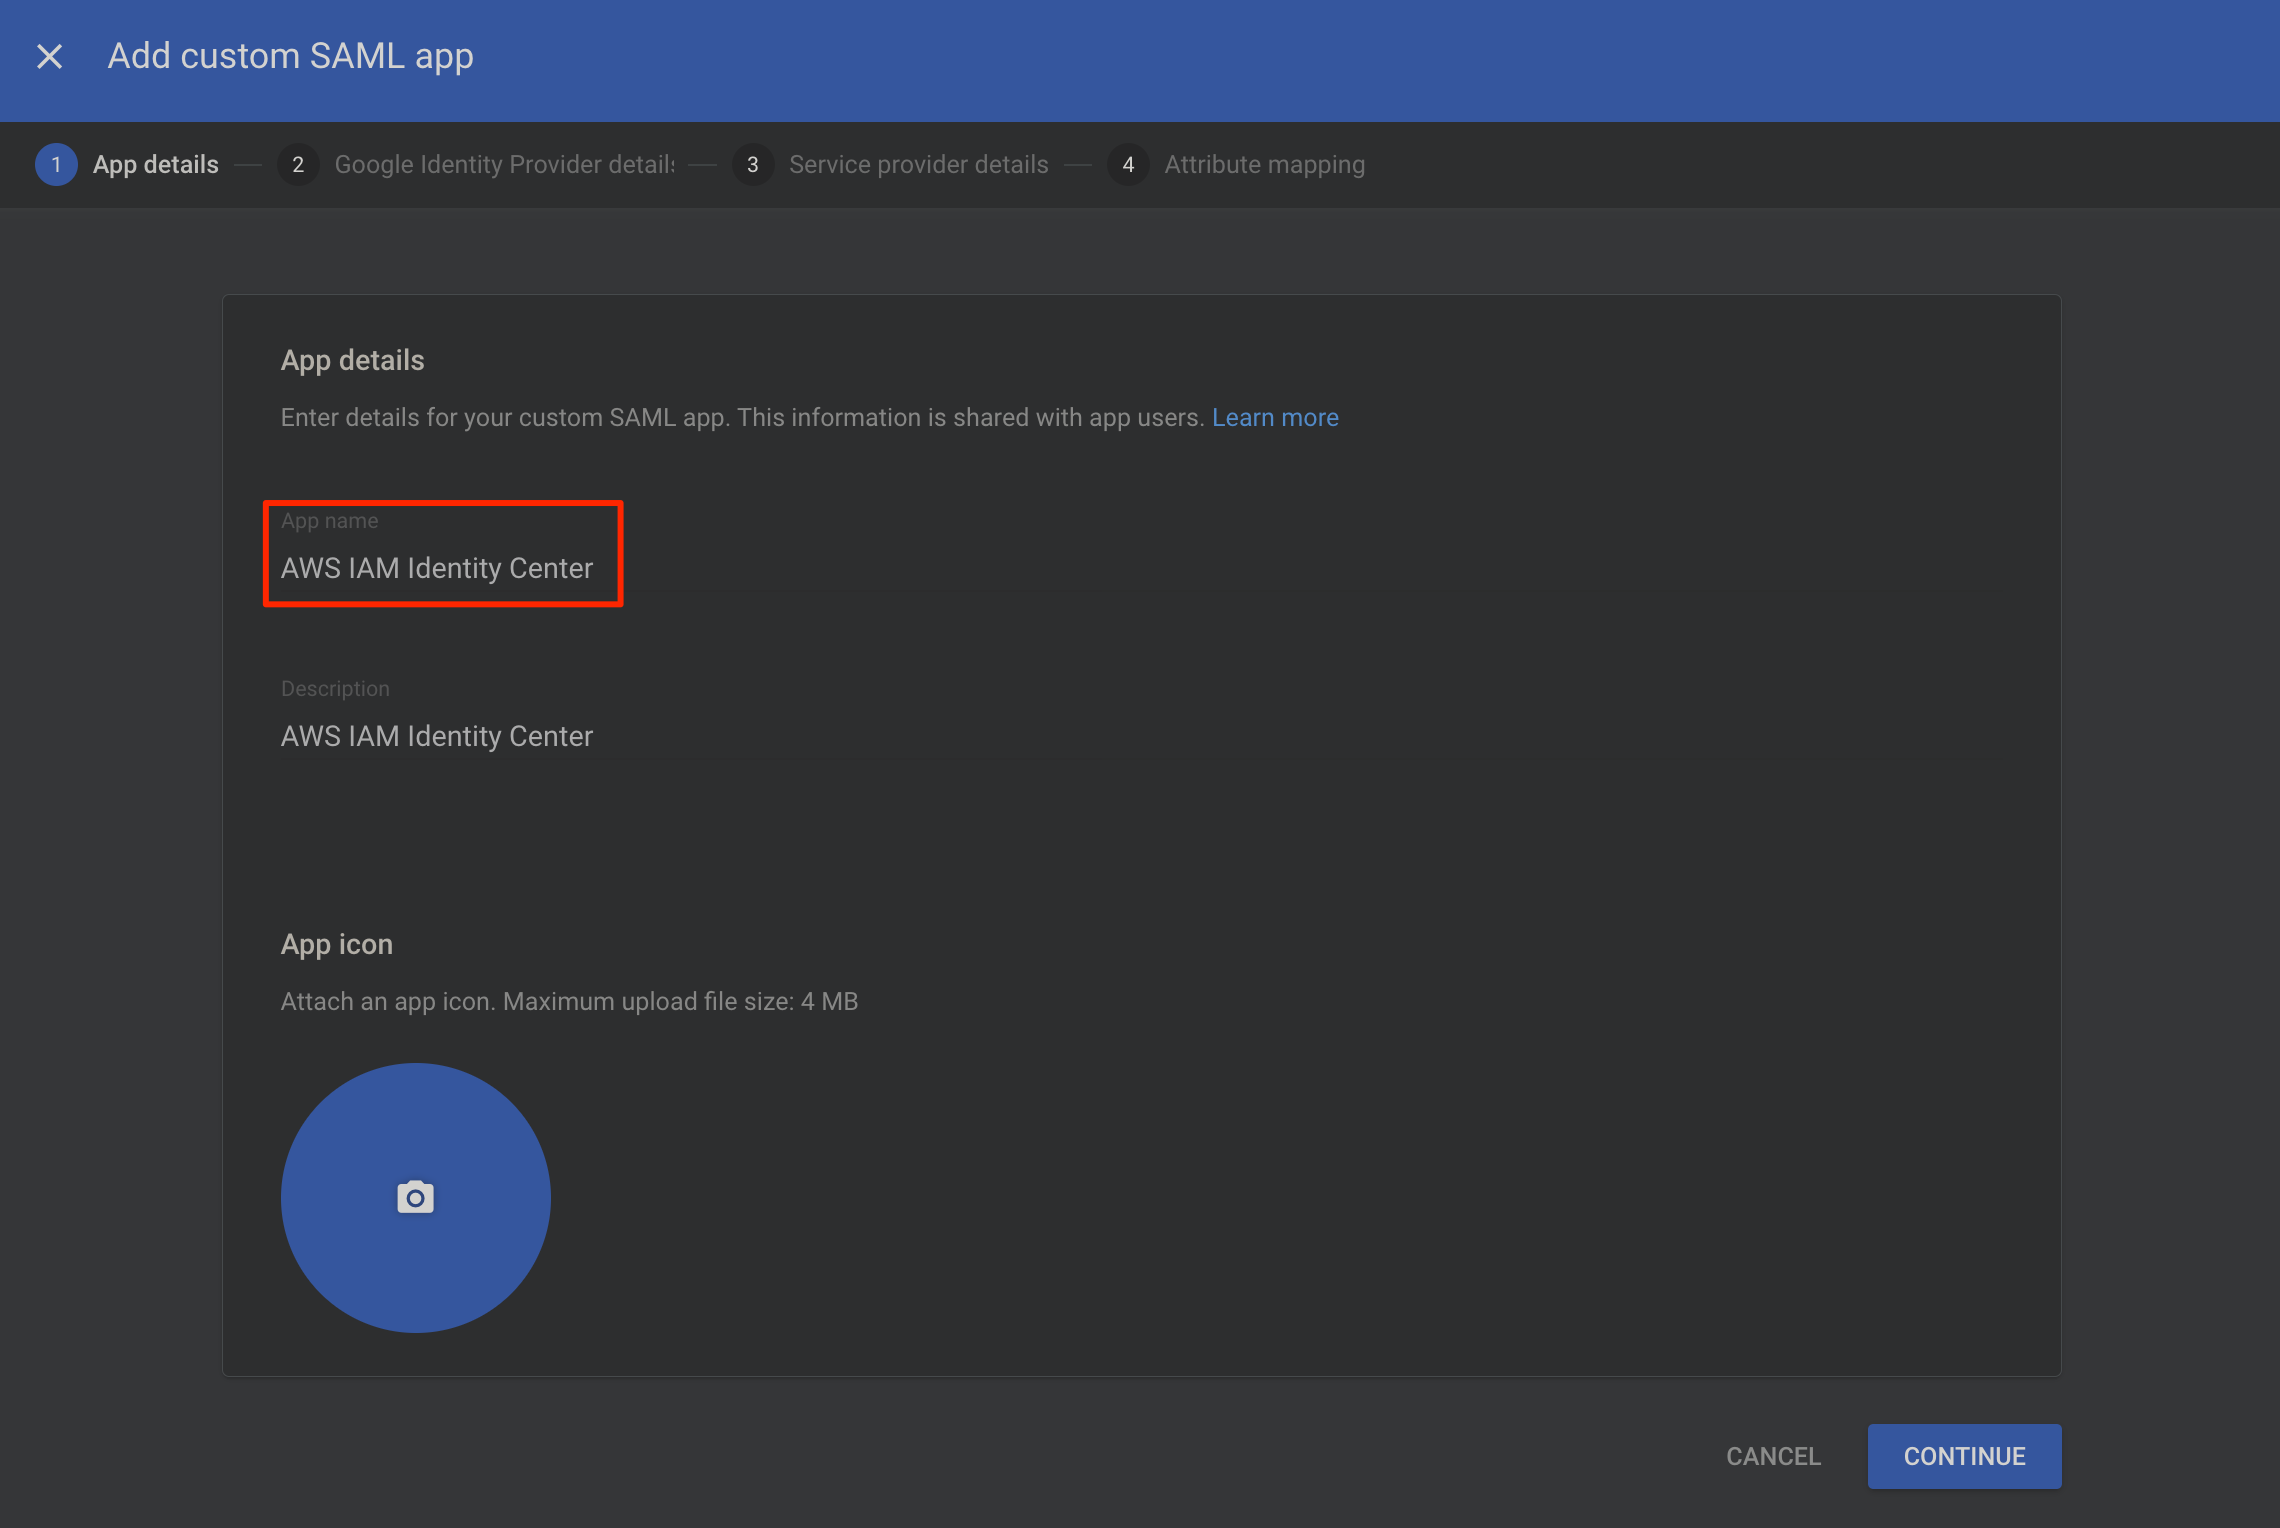 Add custom SAML app
1 App details 2 Google Identity Provider details 3 Service provider details 4 Attribute mapping
App details
Enter details for your custom SAML app. This information is shared with app users. Learn more
App name
AWS IAM Identity Center
Description
AWS IAM Identity Center
App icon
Attach an app icon. Maximum upload file size: 4 MB
CANCEL CONTINUE